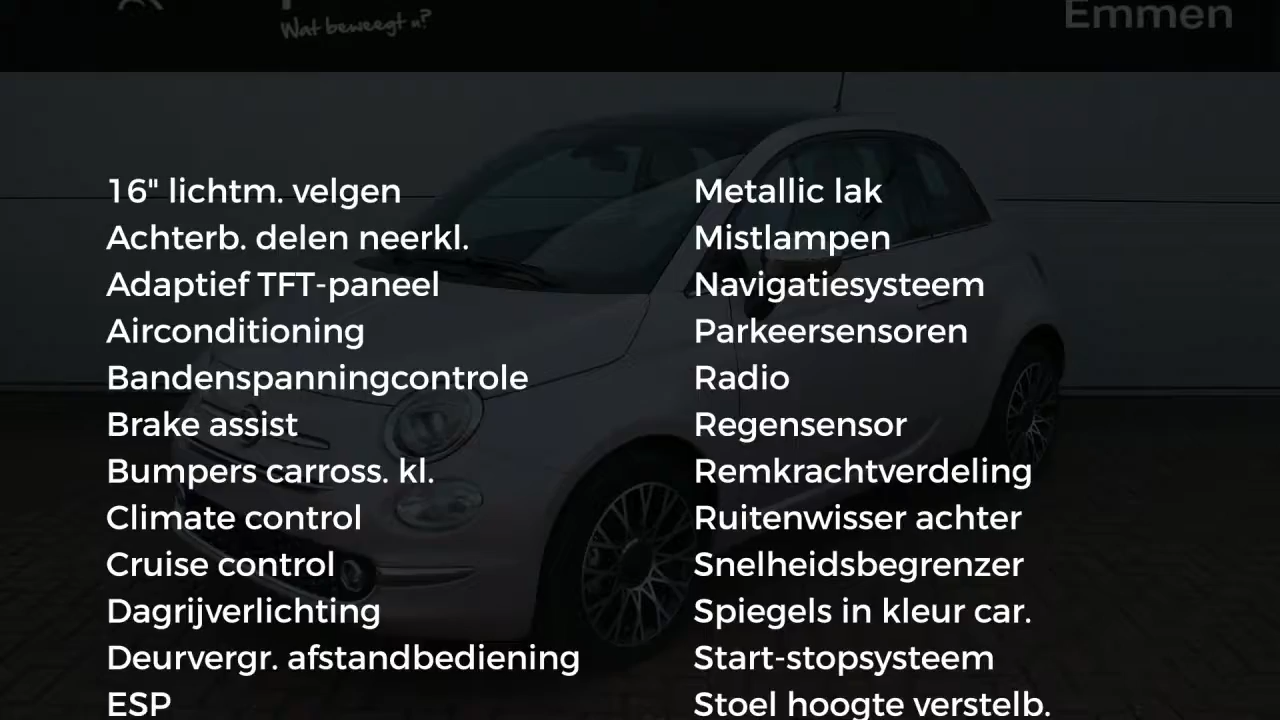 Wat beweegt u?
Emmen
16" lichtm. velgen
Achterb. delen neerkl.
Adaptief TFT-paneel
Airconditioning
Bandenspanningcontrole
Brake assist
Bumpers carross. kl.
Climate control
Cruise control
Dagrijverlichting
Deurvergr. afstandbediening
ESP
Metallic lak
Mistlampen
Navigatiesysteem
Parkeersensoren
Radio
Regensensor
Remkrachtverdeling
Ruitenwisser achter
Snelheidsbegrenzer
Spiegels in kleur car.
Start-stopsysteem
Stoel hoogte verstelb.